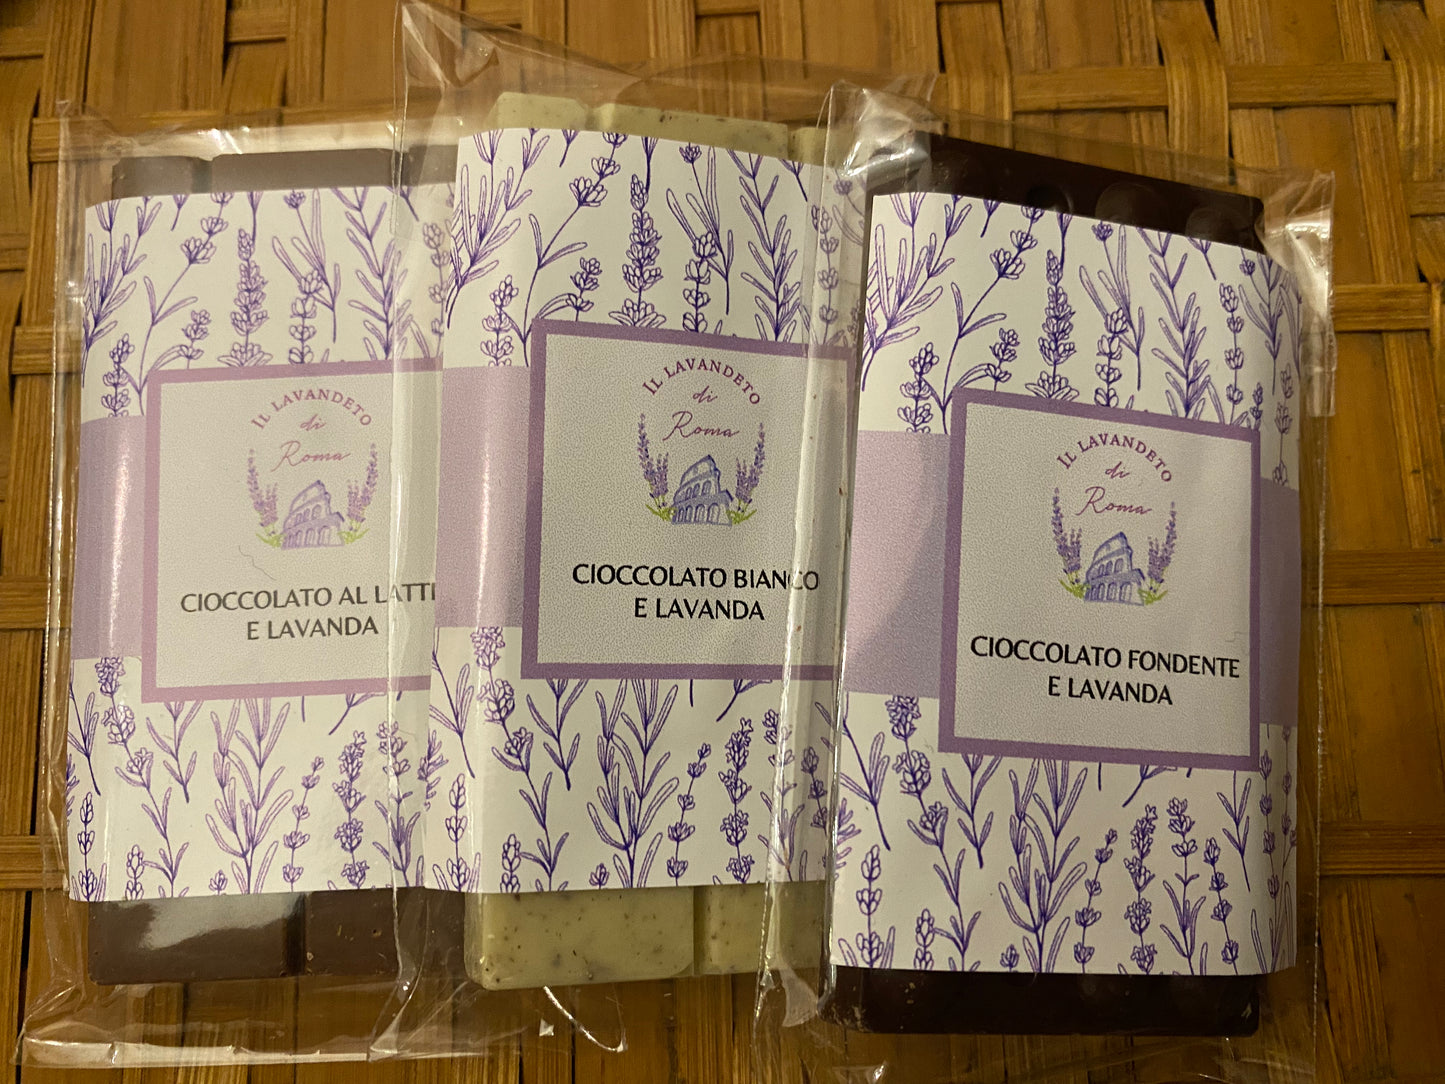 IL LAVANDETO
di
Roma
CIOCCOLATO AL LATTE
E LAVANDA
IL LAVANDETO
di
Roma
CIOCCOLATO BIANCO
E LAVANDA
IL LAVANDETO
di
Roma
CIOCCOLATO FONDENTE
E LAVANDA